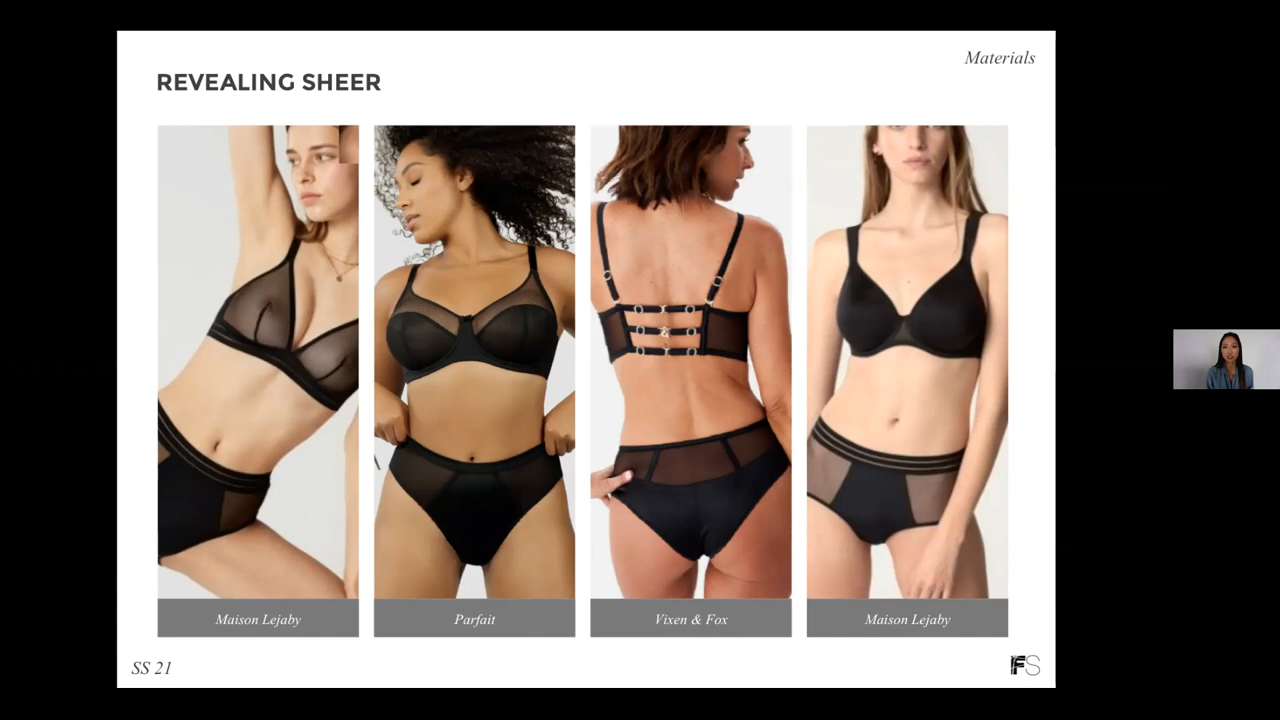 Materials
REVEALING SHEER
Maison Lejaby
Parfait
Vixen & Fox
Maison Lejaby
SS 21
FS